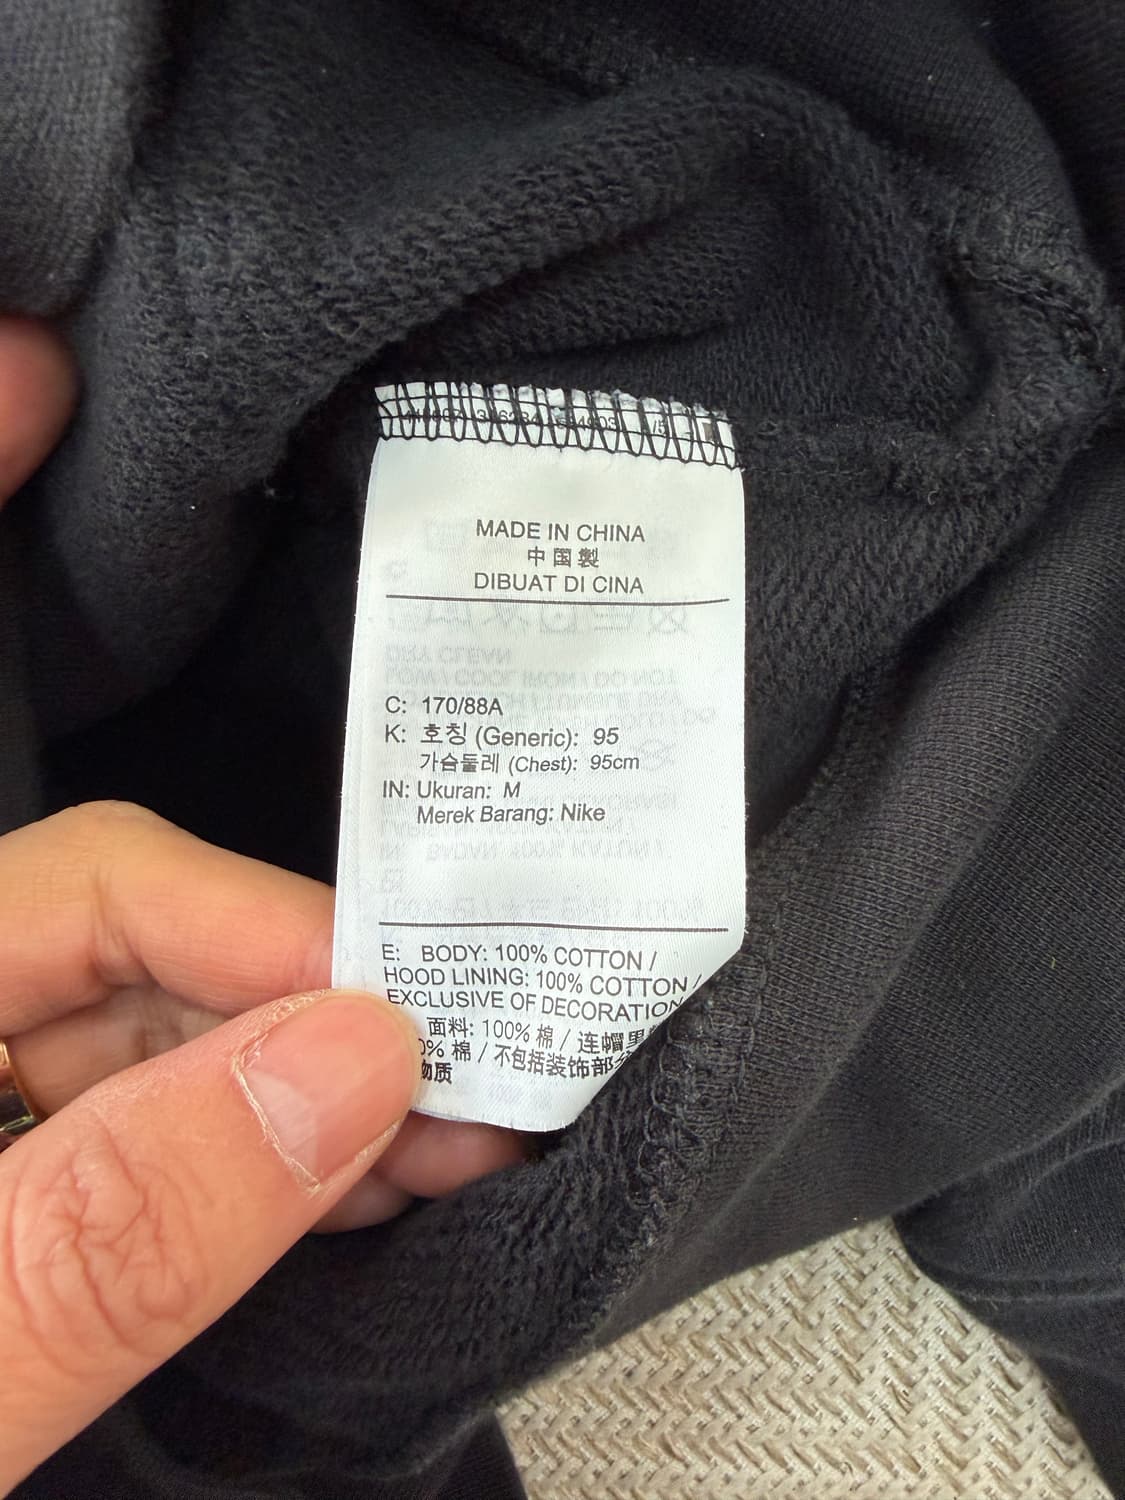 MADE IN CHINA
中国製
DIBUAT DI CINA
C: 170/88A
K: 호칭 (Generic): 95
가슴둘레 (Chest): 95cm
IN: Ukuran: M
Merek Barang: Nike
E: BODY: 100% COTTON /
HOOD LINING: 100% COTTON /
EXCLUSIVE OF DECORATION
面料: 100% 棉 / 连帽里
0% 棉 / 不包括装饰部
物质